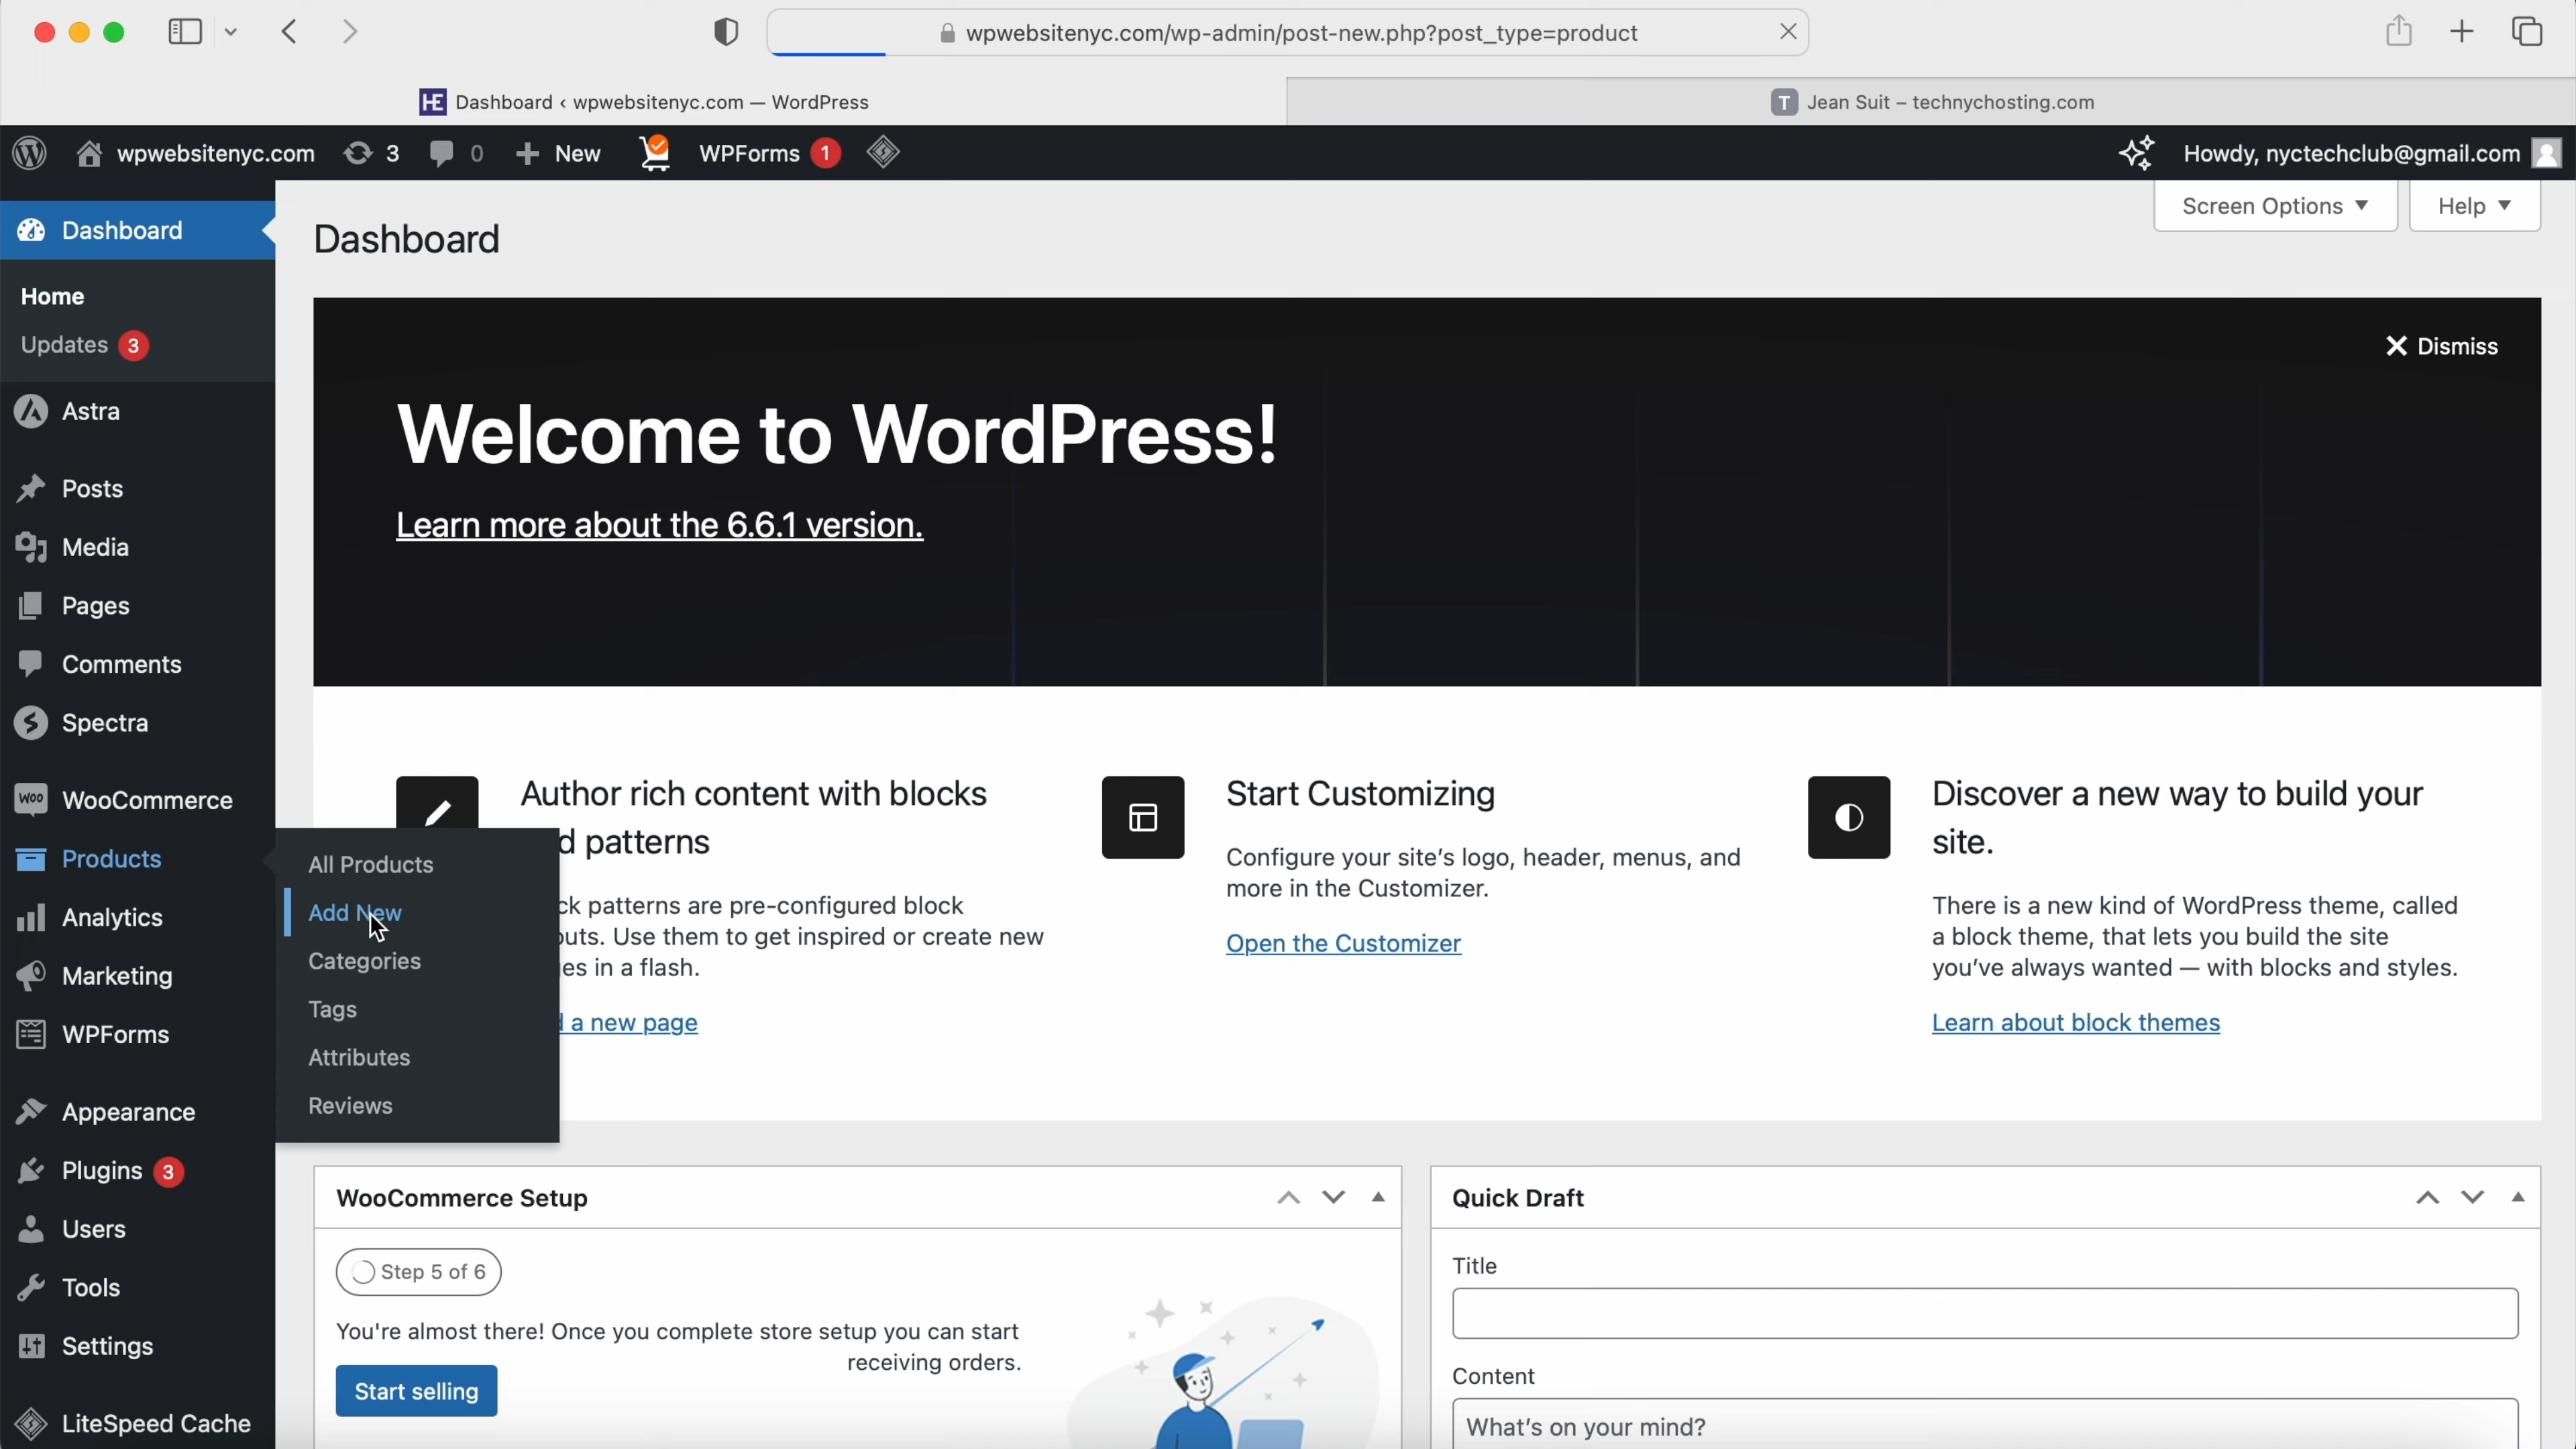 wpwebsitenyc.com/wp-admin/post-new.php?post_type=product
HE Dashboard ‹ wpwebsitenyc.com — WordPress
T Jean Suit – technychosting.com
wpwebsitenyc.com 3 0 New WPForms 1
Howdy, nyctechclub@gmail.com
Screen Options Help
Dashboard
Home
Updates 3
Astra
Posts
Media
Pages
Comments
Spectra
Woo WooCommerce
Products
Analytics
Marketing
WPForms
Appearance
Plugins 3
Users
Tools
Settings
LiteSpeed Cache
All Products
Add New
Categories
Tags
Attributes
Reviews
Dashboard
Dismiss
Welcome to WordPress!
Learn more about the 6.6.1 version.
Author rich content with blocks
d patterns
ck patterns are pre-configured block
outs. Use them to get inspired or create new
es in a flash.
d a new page
Start Customizing
Configure your site's logo, header, menus, and
more in the Customizer.
Open the Customizer
Discover a new way to build your
site.
There is a new kind of WordPress theme, called
a block theme, that lets you build the site
you've always wanted — with blocks and styles.
Learn about block themes
WooCommerce Setup
Step 5 of 6
You're almost there! Once you complete store setup you can start
receiving orders.
Start selling
Quick Draft
Title
Content
What's on your mind?